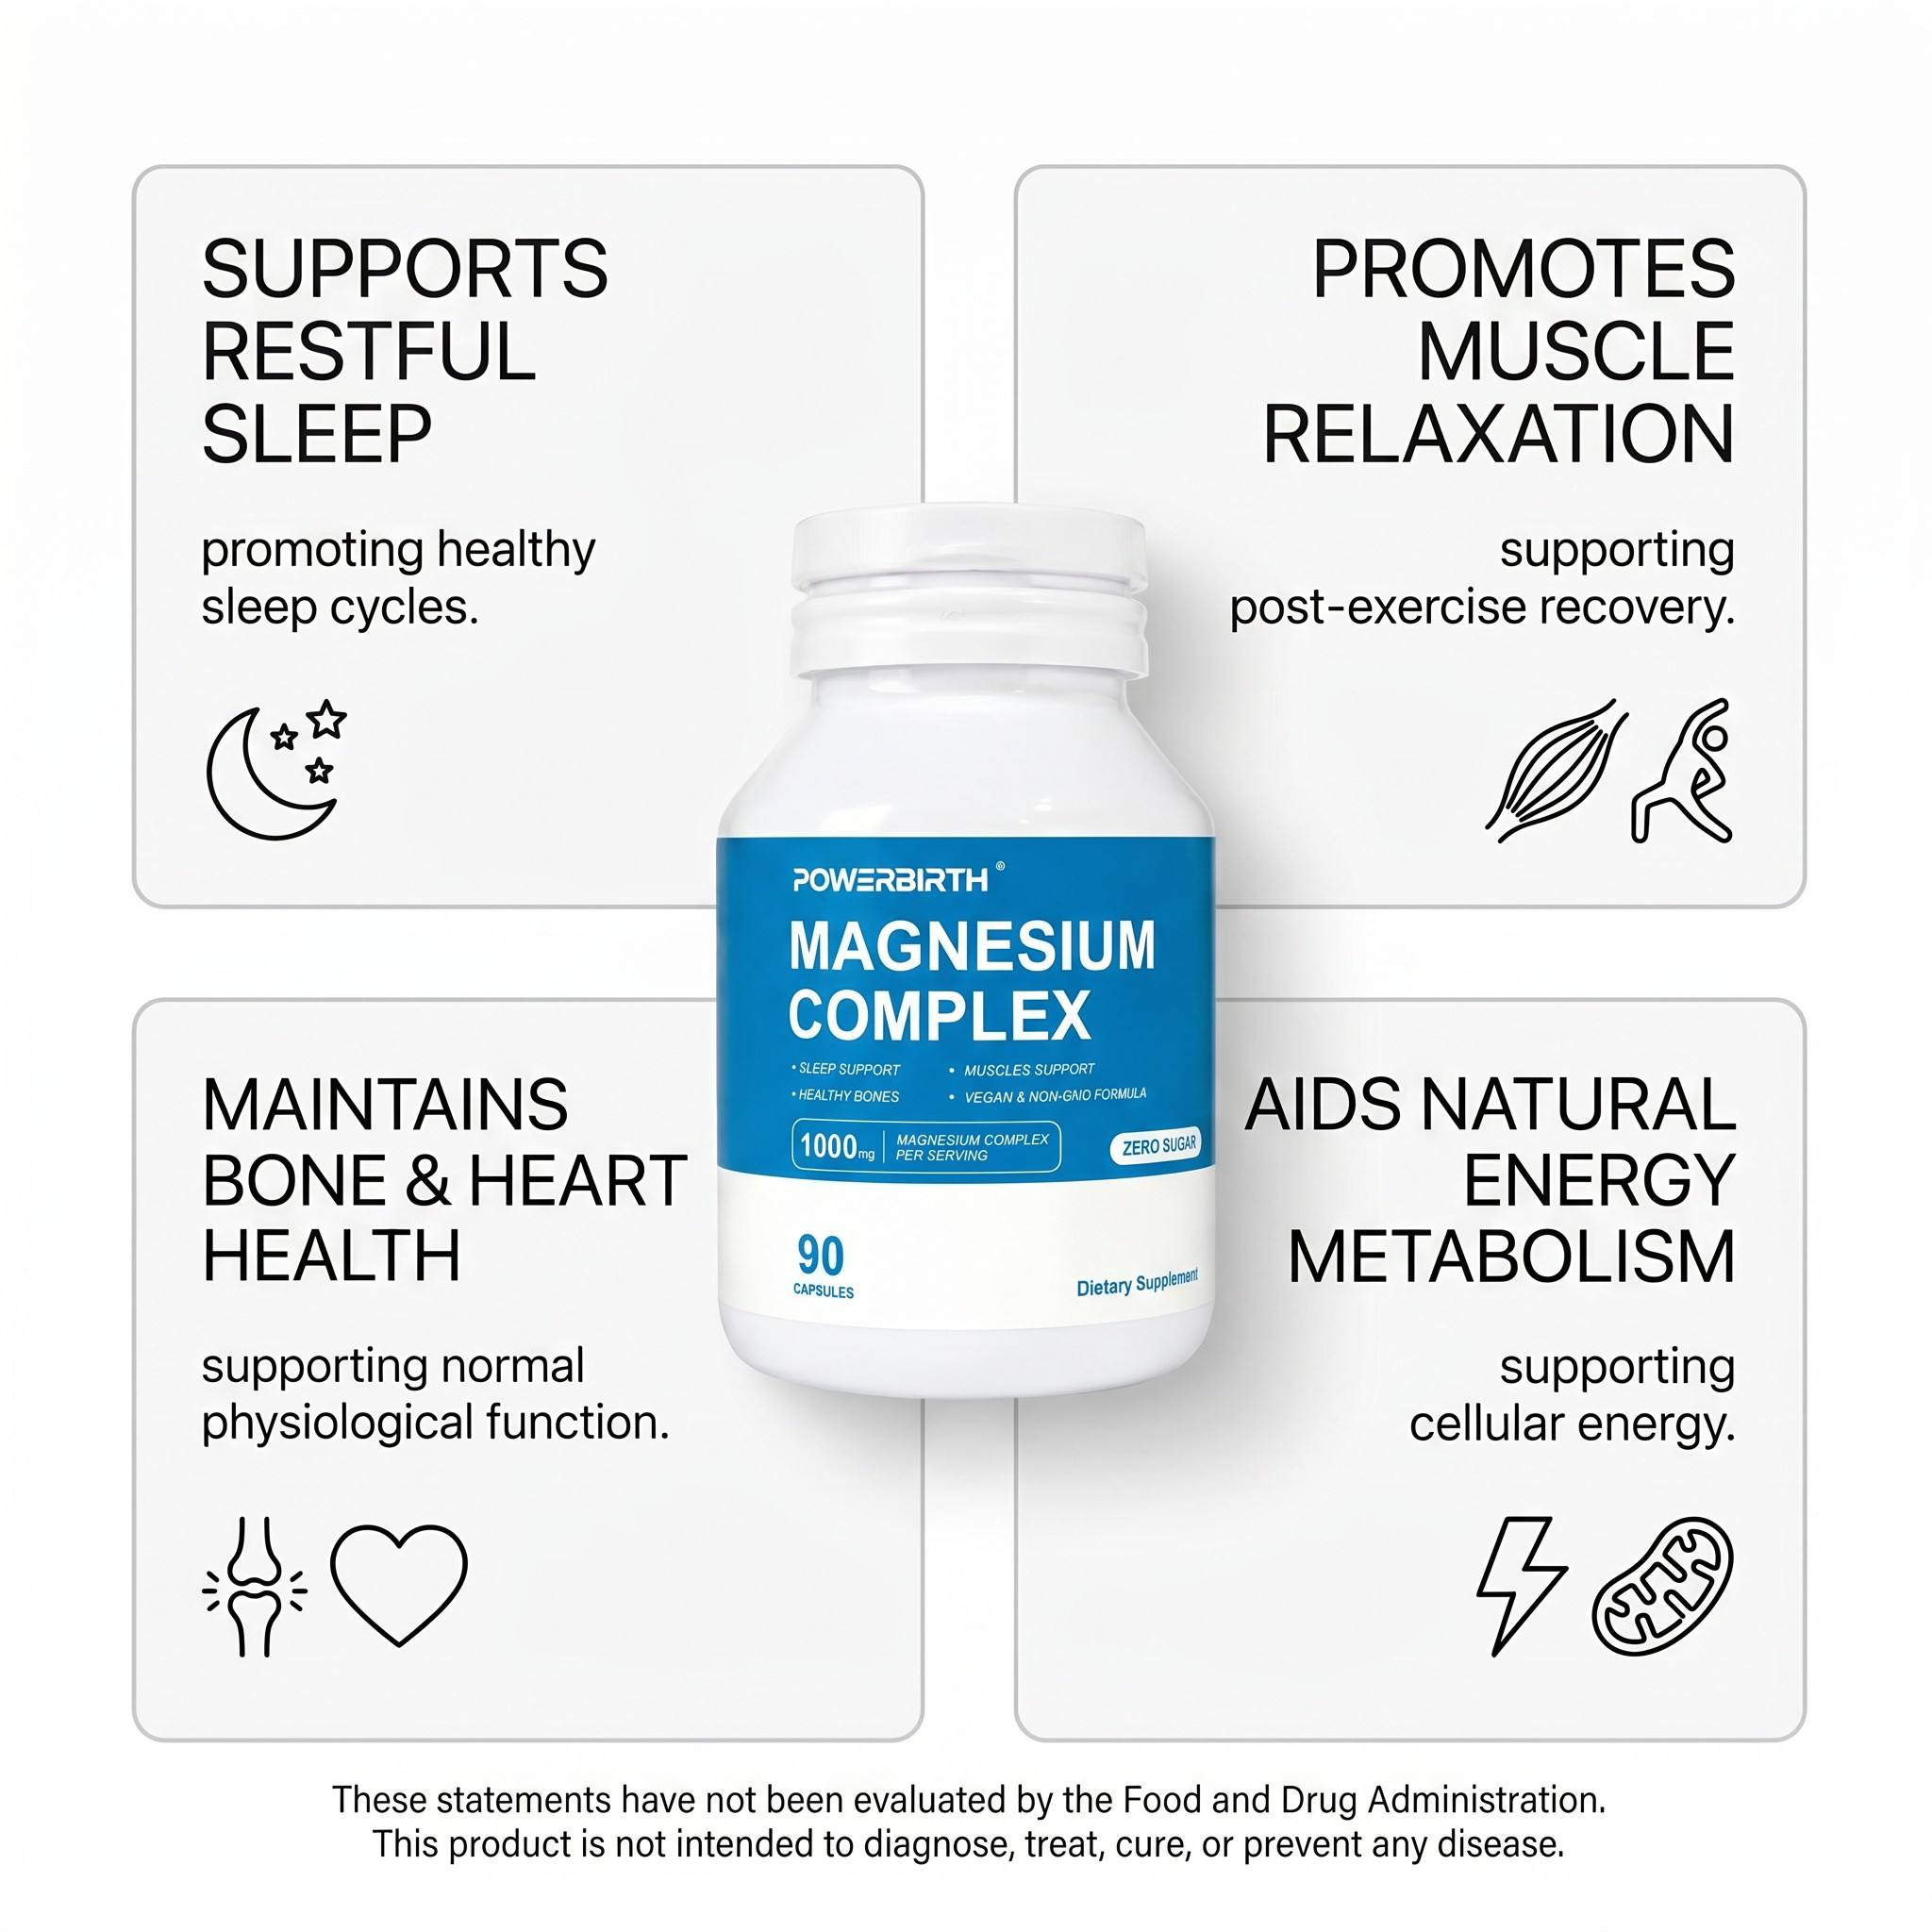 SUPPORTS
RESTFUL
SLEEP
promoting healthy
sleep cycles.
PROMOTES
MUSCLE
RELAXATION
supporting
post-exercise recovery.
POWERBIRTH®
MAGNESIUM
COMPLEX
• SLEEP SUPPORT • MUSCLES SUPPORT
• HEALTHY BONES • VEGAN & NON-GMO FORMULA
1000mg MAGNESIUM COMPLEX
PER SERVING
ZERO SUGAR
90
CAPSULES
Dietary Supplement
MAINTAINS
BONE & HEART
HEALTH
supporting normal
physiological function.
AIDS NATURAL
ENERGY
METABOLISM
supporting
cellular energy.
These statements have not been evaluated by the Food and Drug Administration.
This product is not intended to diagnose, treat, cure, or prevent any disease.